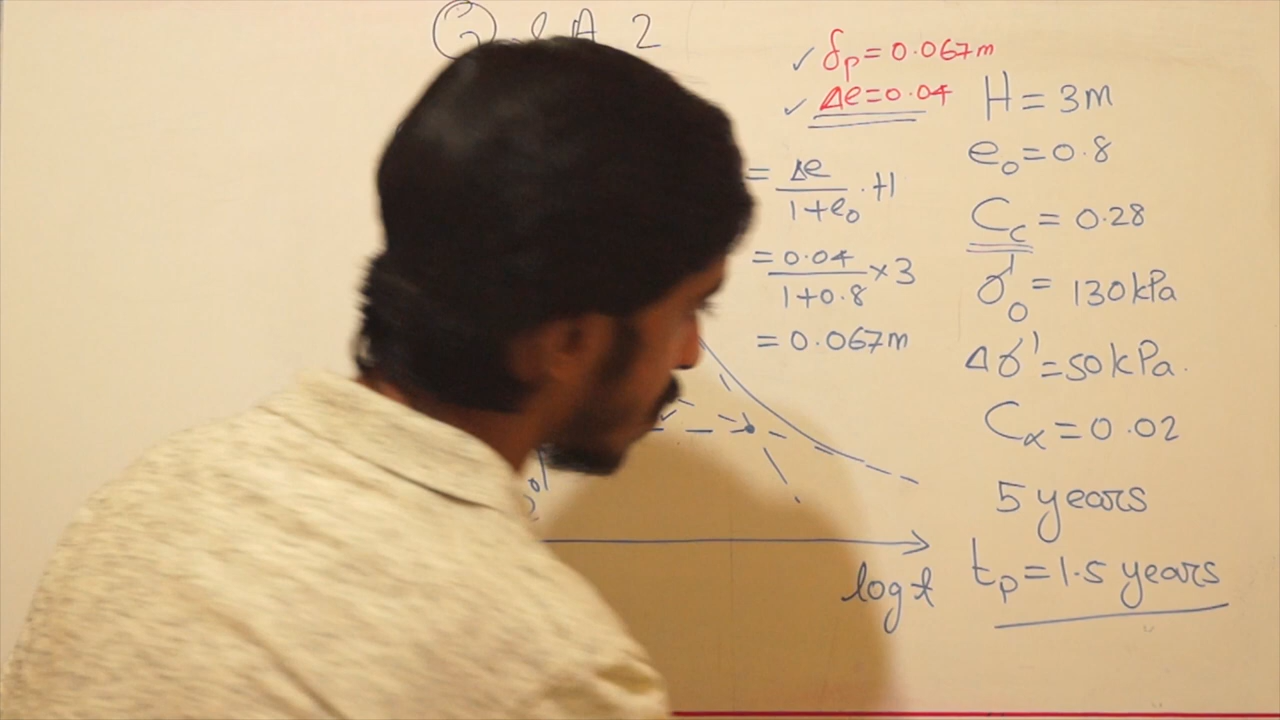 Q & A 2
✓ δp = 0.067m
✓ Δe = 0.04
= Δe / 1+e₀ · H
= 0.04 / 1+0.8 × 3
= 0.067m
log t
H = 3m
e₀ = 0.8
Cc = 0.28
σ'₀ = 130 kPa
Δσ' = 50 kPa.
Cα = 0.02
5 years
tp = 1.5 years